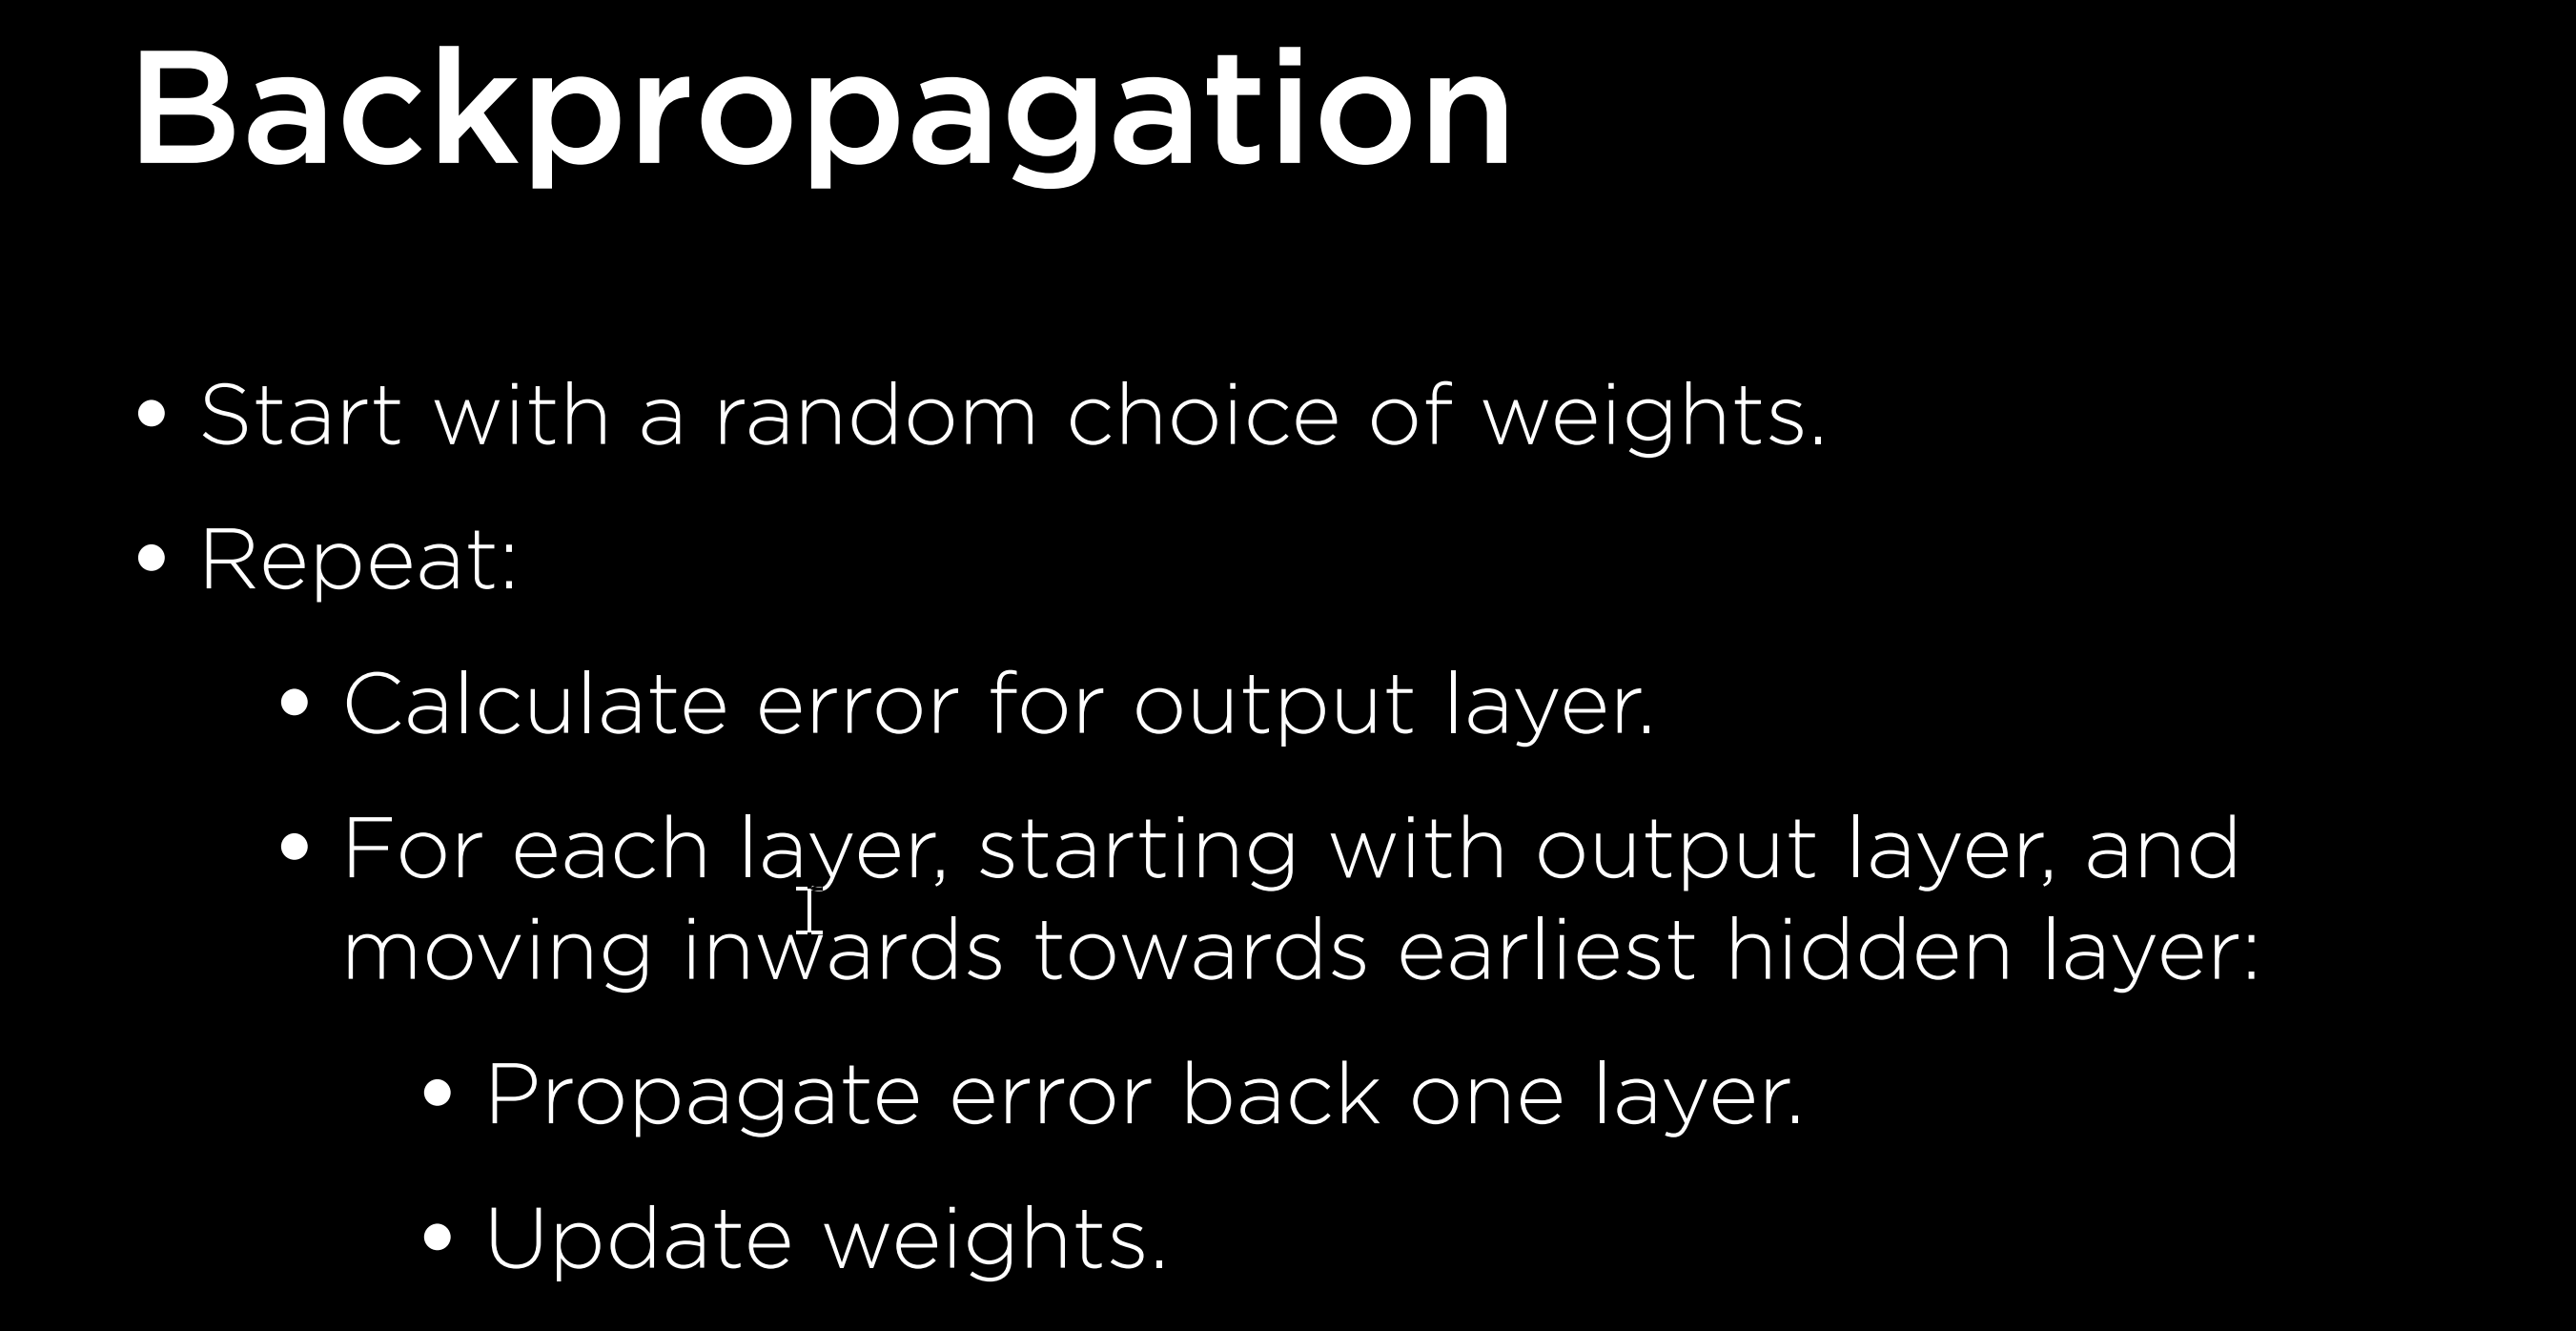 Backpropagation
• Start with a random choice of weights.
• Repeat:
• Calculate error for output layer.
• For each layer, starting with output layer, and
moving inwards towards earliest hidden layer:
• Propagate error back one layer.
• Update weights.